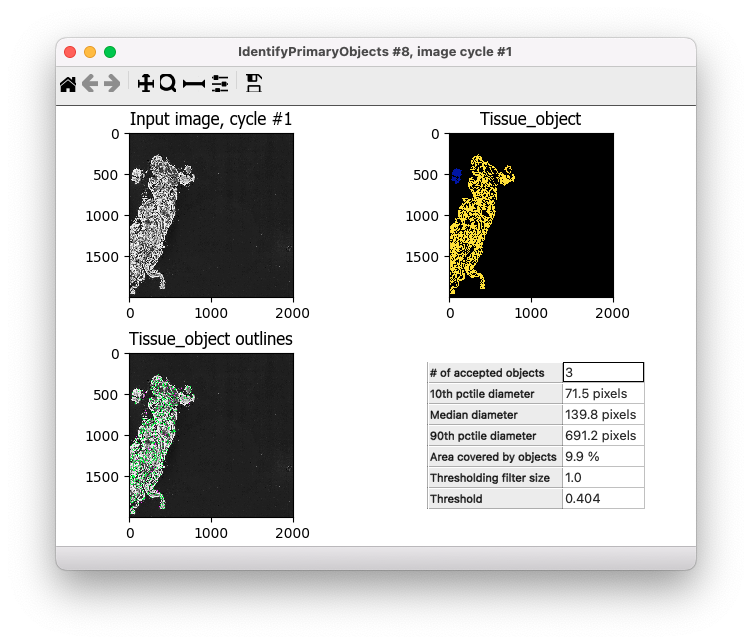 IdentifyPrimaryObjects #8, image cycle #1
Input image, cycle #1
0
500
1000
1500
0 1000 2000
Tissue_object
0
500
1000
1500
0 1000 2000
Tissue_object outlines
0
500
1000
1500
0 1000 2000
# of accepted objects 3
10th pctile diameter 71.5 pixels
Median diameter 139.8 pixels
90th pctile diameter 691.2 pixels
Area covered by objects 9.9 %
Thresholding filter size 1.0
Threshold 0.404